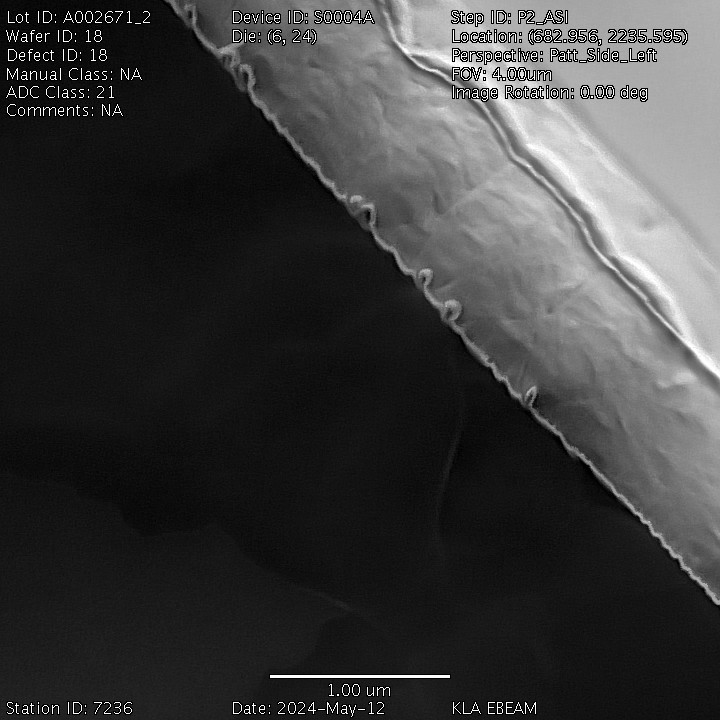 Lot ID: A002671_2
Wafer ID: 18
Defect ID: 18
Manual Class: NA
ADC Class: 21
Comments: NA
Device ID: S0004A
Die: (6, 24)
Step ID: P2_ASI
Location: (682.956, 2235.595)
Perspective: Patt_Side_Left
FOV: 4.00um
Image Rotation: 0.00 deg
1.00 um
Station ID: 7236
Date: 2024-May-12
KLA EBEAM